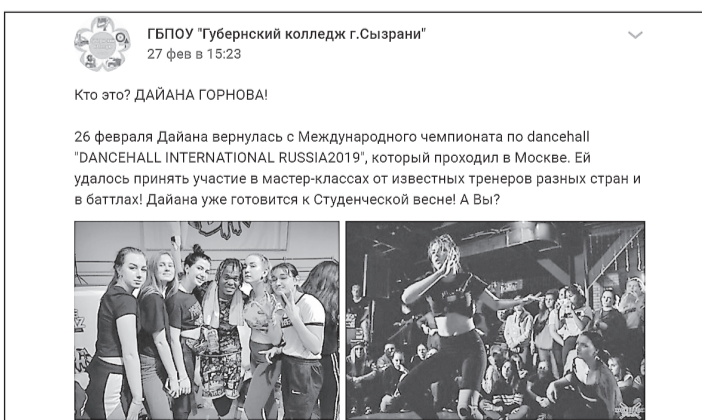 ГБПОУ "Губернский колледж г.Сызрани"
27 фев в 15:23
Кто это? ДАЙАНА ГОРНОВА!
26 февраля Дайана вернулась с Международного чемпионата по dancehall
"DANCEHALL INTERNATIONAL RUSSIA2019", который проходил в Москве. Ей
удалось принять участие в мастер-классах от известных тренеров разных стран и
в баттлах! Дайана уже готовится к Студенческой весне! А Вы?